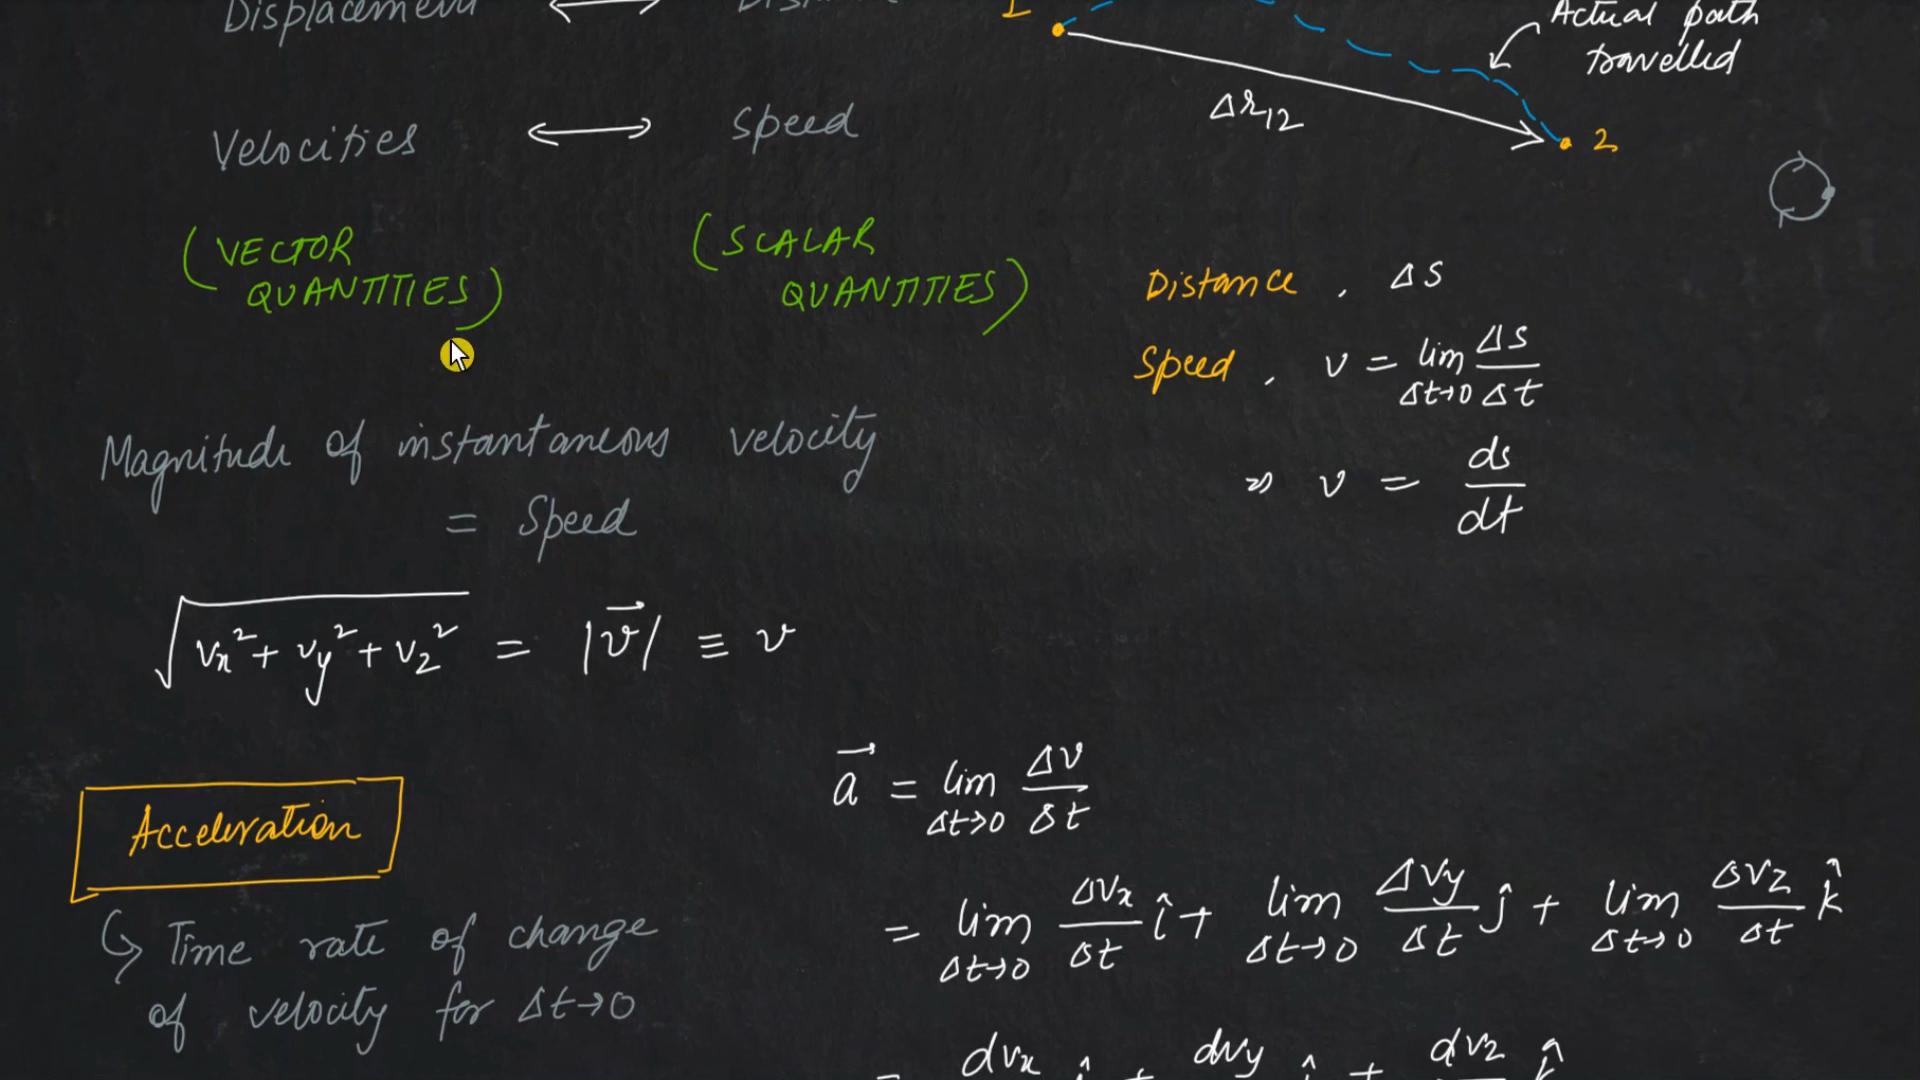 Displacement ⟷
1
Actual path
travelled
Δr₁₂
2
Velocities ⟷ Speed
(VECTOR
QUANTITIES)
(SCALAR
QUANTITIES)
Distance, ΔS
Speed, v = lim Δt→0 ΔS/Δt
⇒ v = ds/dt
Magnitude of instantaneous velocity
= Speed
√(vx² + vy² + vz²) = |v⃗| ≡ v
Acceleration
↪ Time rate of change
of velocity for Δt→0
a⃗ = lim Δt→0 Δv/Δt
= lim Δt→0 Δvx/Δt î + lim Δt→0 Δvy/Δt ĵ + lim Δt→0 Δvz/Δt k̂
= dvx î + dvy ĵ + dvz k̂